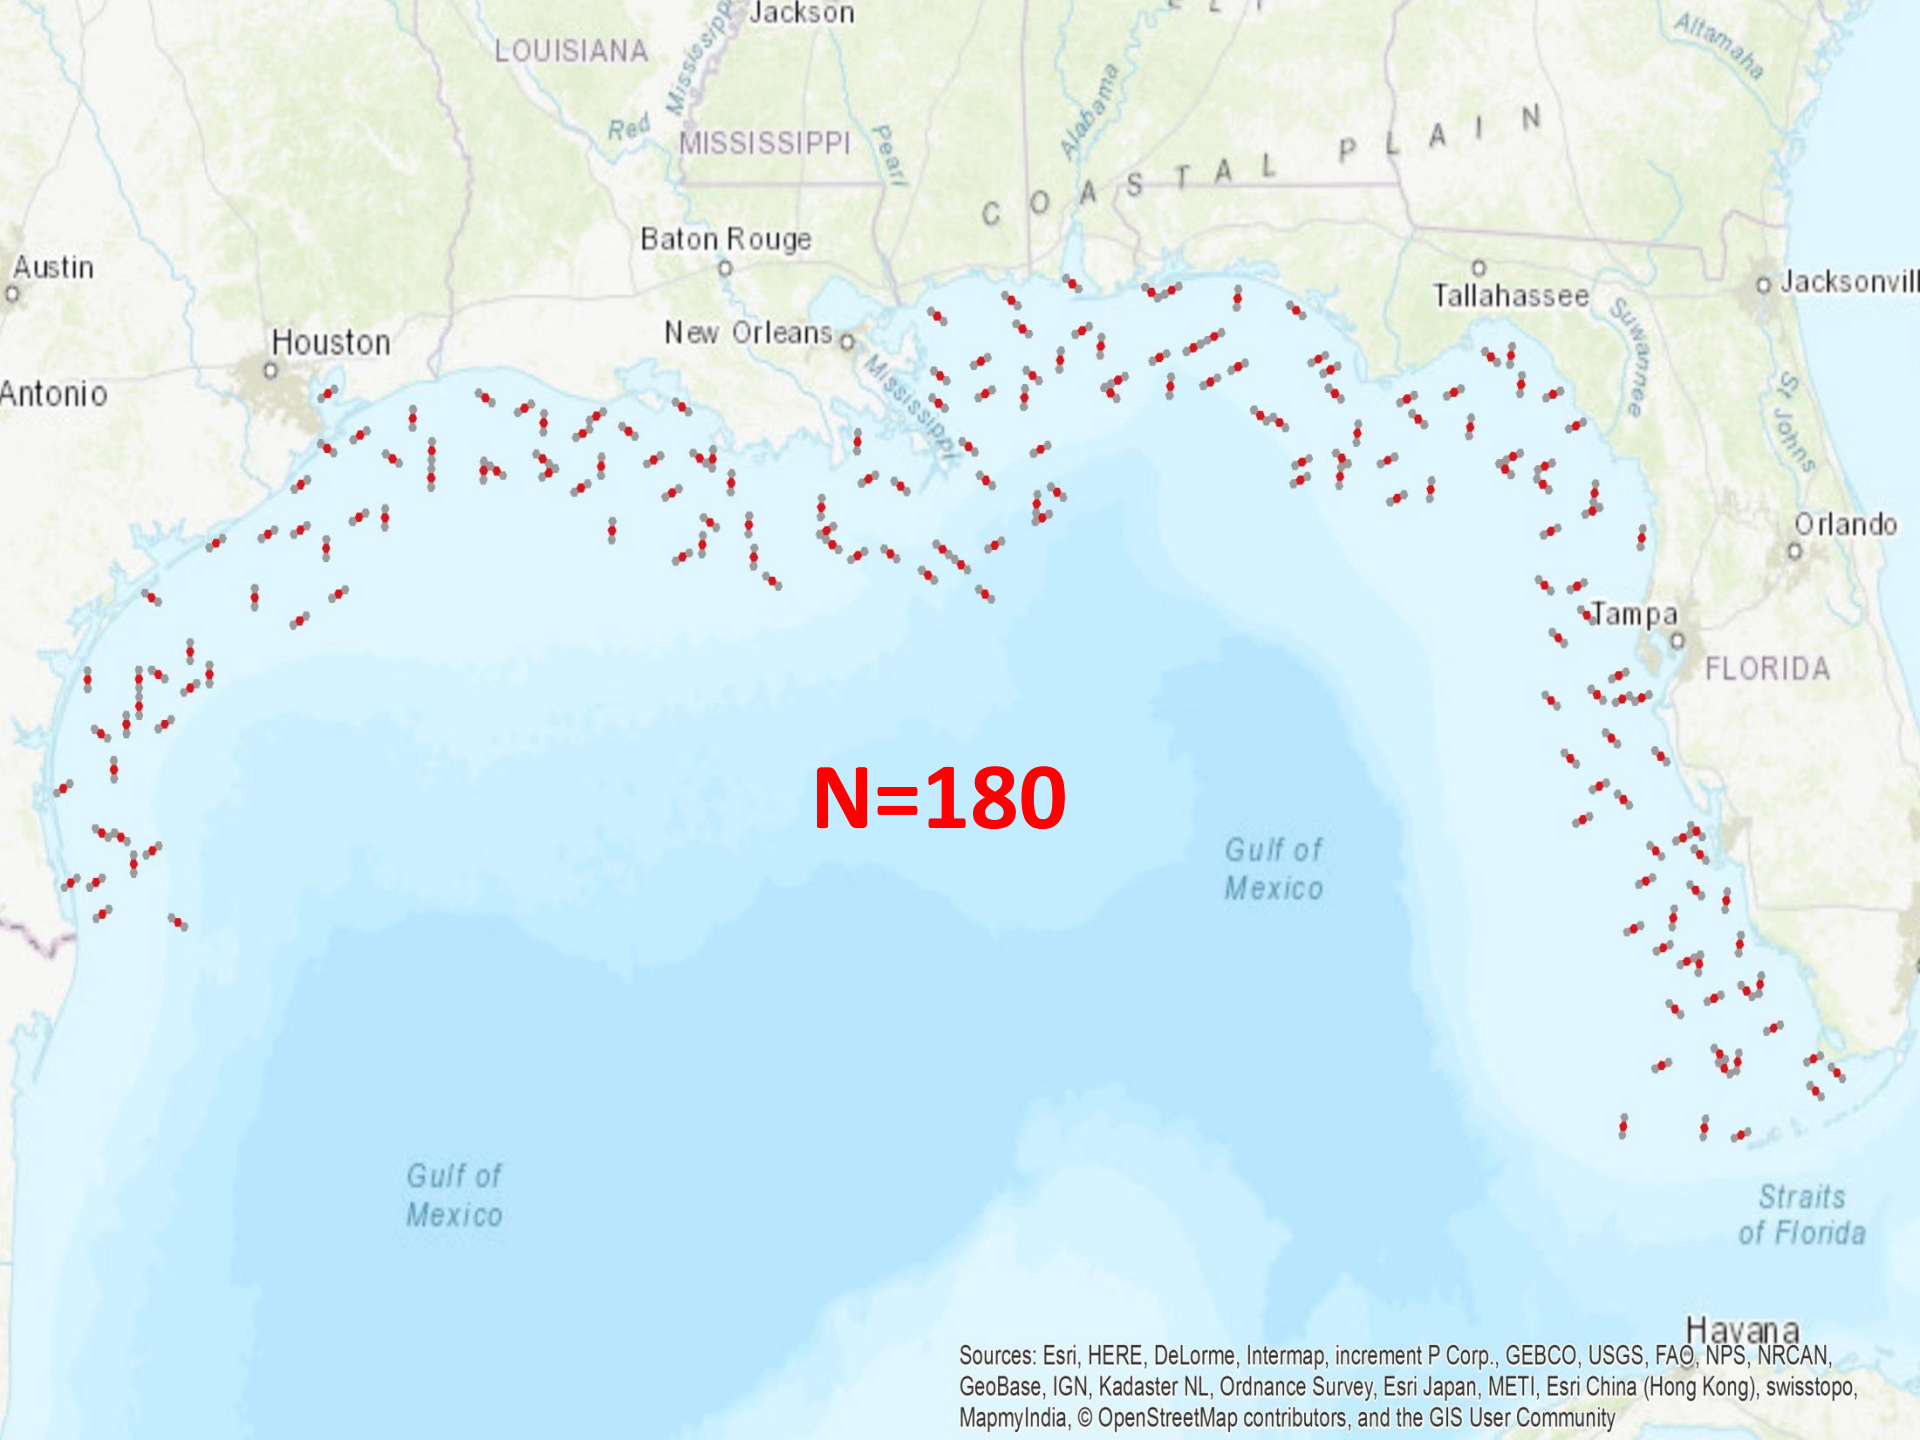 Jackson
LOUISIANA
Mississipp
Altamaha
Red
Alabama
MISSISSIPPI
Pearl
COASTAL PLAIN
Baton Rouge
Austin
Tallahassee
Jacksonvill
Suwannee
New Orleans
Houston
Mississippi
Antonio
St Johns
Orlando
Tampa
FLORIDA
N=180
Gulf of
Mexico
Gulf of
Mexico
Straits
of Florida
Havana
Sources: Esri, HERE, DeLorme, Intermap, increment P Corp., GEBCO, USGS, FAO, NPS, NRCAN,
GeoBase, IGN, Kadaster NL, Ordnance Survey, Esri Japan, METI, Esri China (Hong Kong), swisstopo,
MapmyIndia, © OpenStreetMap contributors, and the GIS User Community